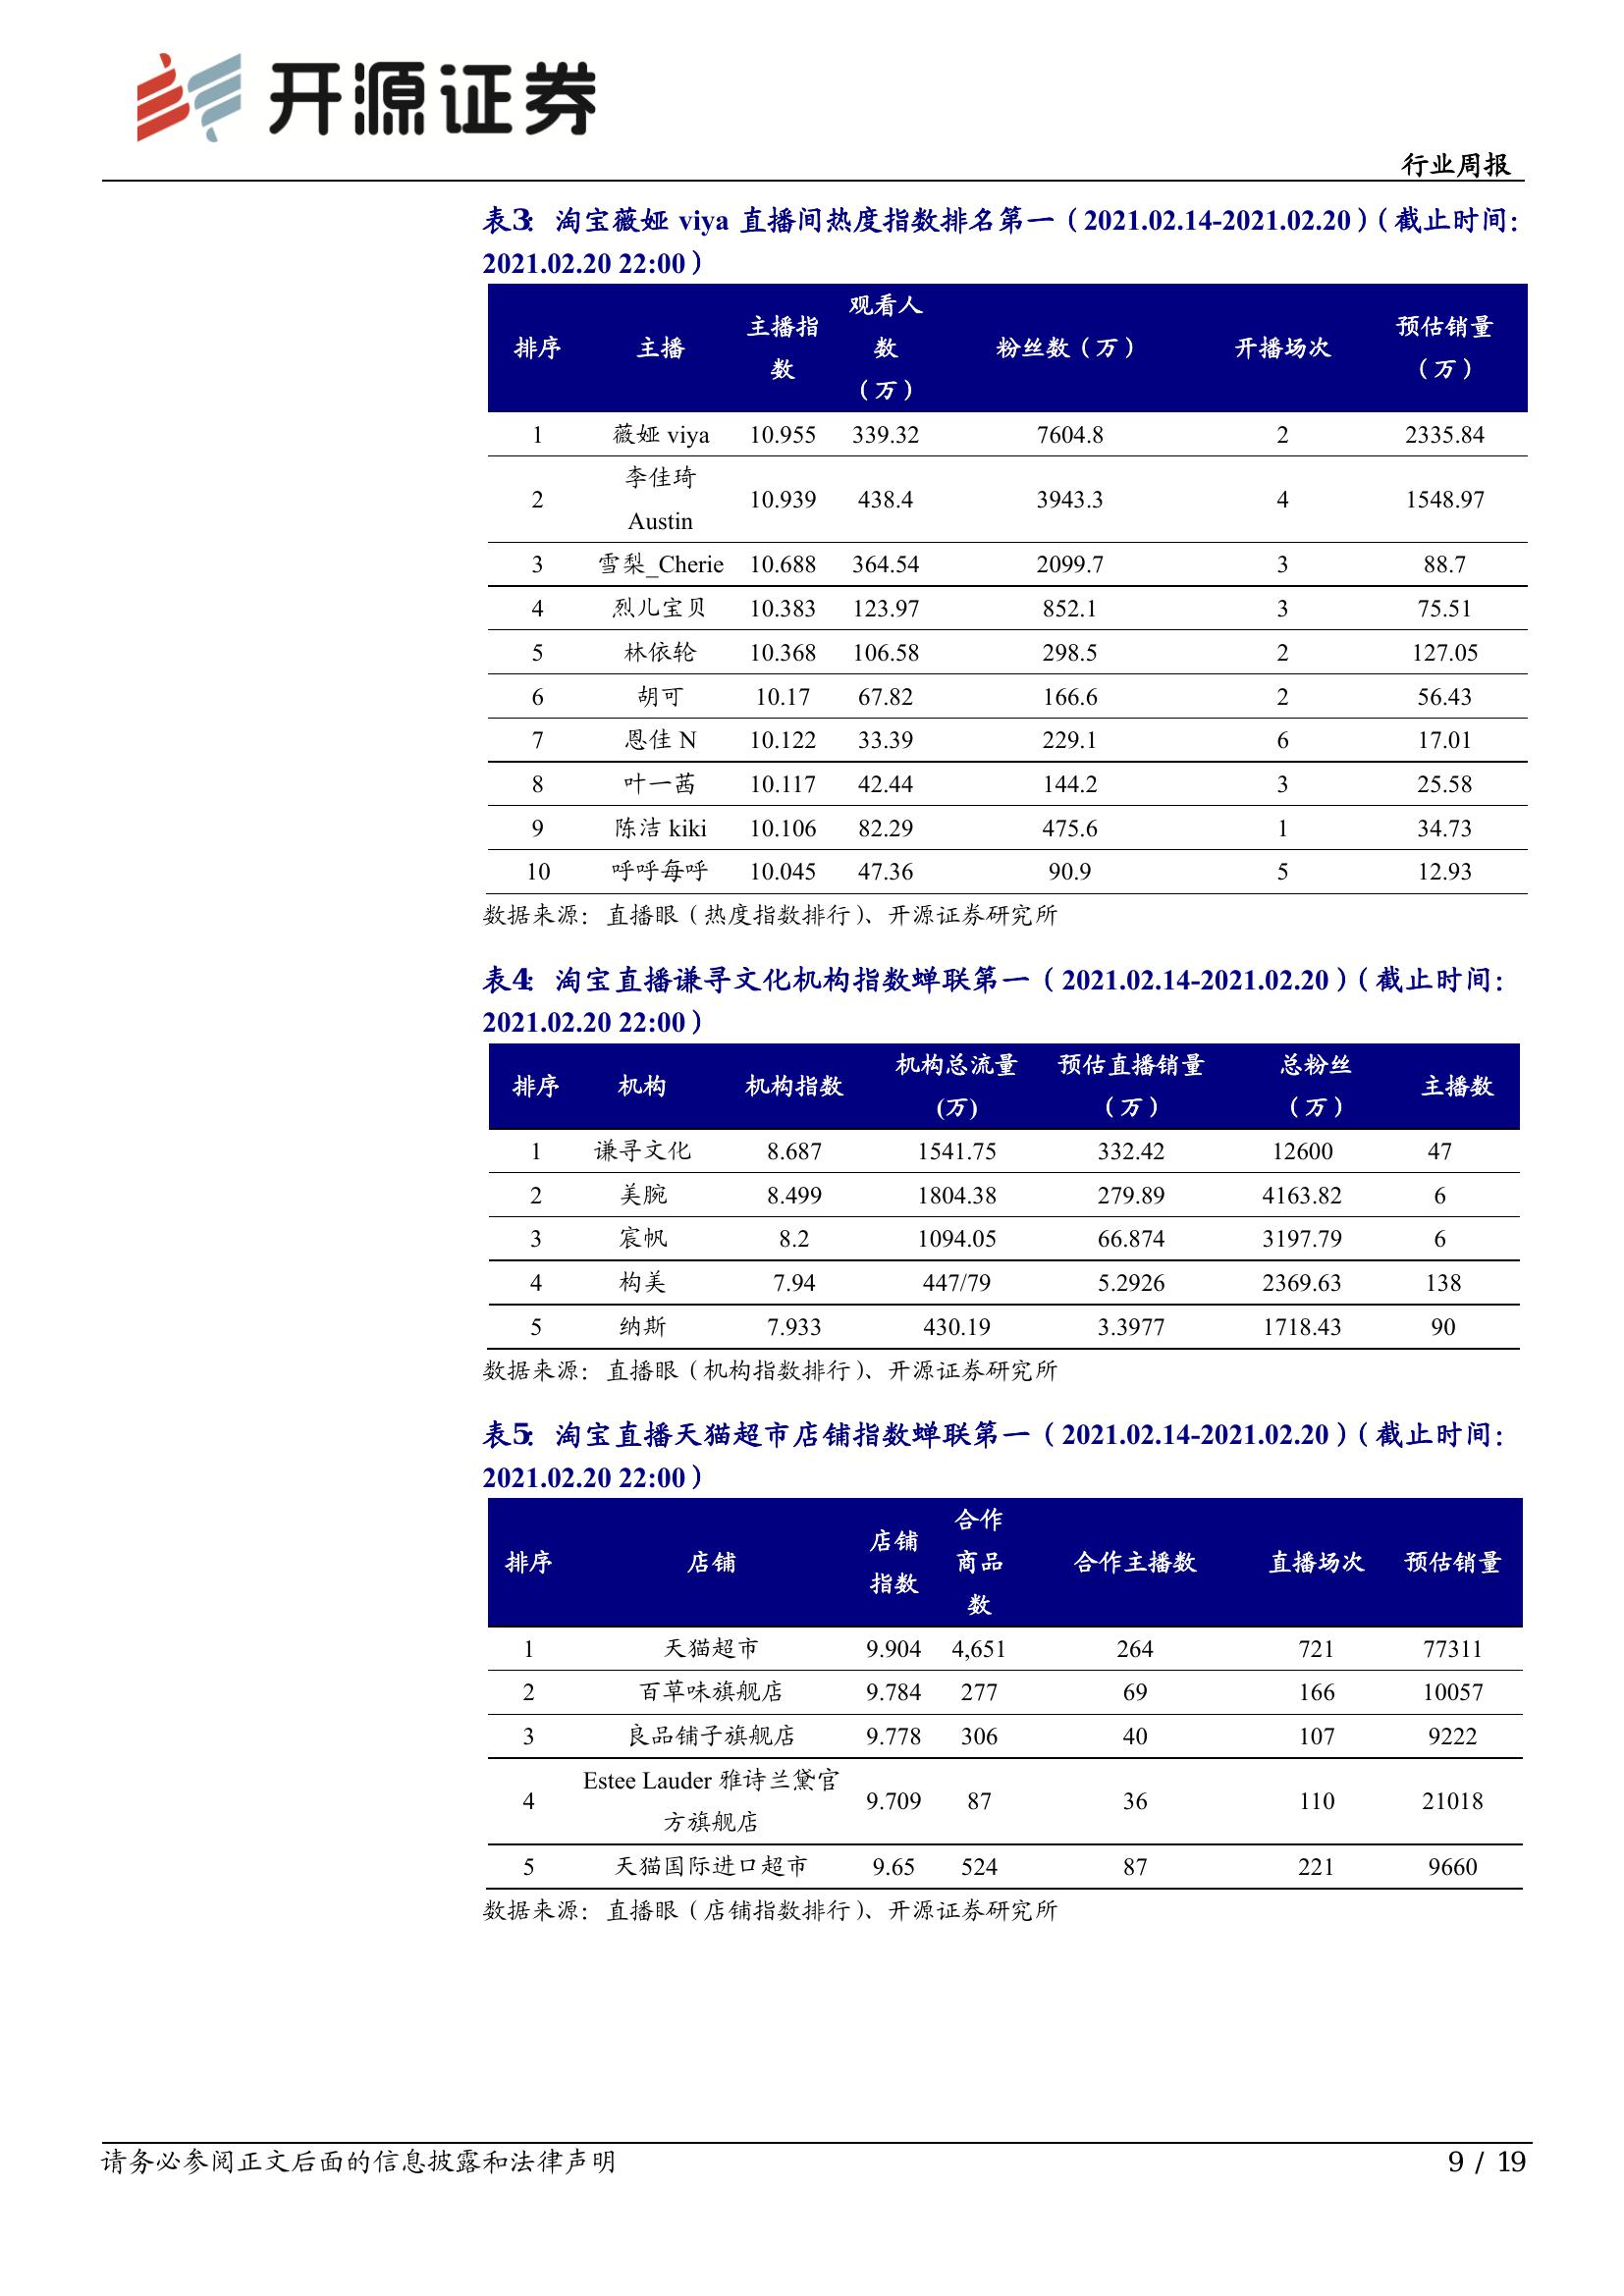 开源证券
行业周报
表3： 淘宝薇娅 viya 直播间热度指数排名第一（2021.02.14-2021.02.20）（截止时间：
2021.02.20 22:00）
排序 主播 主播指数 观看人数（万） 粉丝数（万） 开播场次 预估销量（万）
1 薇娅 viya 10.955 339.32 7604.8 2 2335.84
2 李佳琦 Austin 10.939 438.4 3943.3 4 1548.97
3 雪梨_Cherie 10.688 364.54 2099.7 3 88.7
4 烈儿宝贝 10.383 123.97 852.1 3 75.51
5 林依轮 10.368 106.58 298.5 2 127.05
6 胡可 10.17 67.82 166.6 2 56.43
7 恩佳 N 10.122 33.39 229.1 6 17.01
8 叶一茜 10.117 42.44 144.2 3 25.58
9 陈洁 kiki 10.106 82.29 475.6 1 34.73
10 呼呼每呼 10.045 47.36 90.9 5 12.93
数据来源：直播眼（热度指数排行）、开源证券研究所
表4： 淘宝直播谦寻文化机构指数蝉联第一（2021.02.14-2021.02.20）（截止时间：
2021.02.20 22:00）
排序 机构 机构指数 机构总流量(万) 预估直播销量（万） 总粉丝（万） 主播数
1 谦寻文化 8.687 1541.75 332.42 12600 47
2 美腕 8.499 1804.38 279.89 4163.82 6
3 宸帆 8.2 1094.05 66.874 3197.79 6
4 构美 7.94 447/79 5.2926 2369.63 138
5 纳斯 7.933 430.19 3.3977 1718.43 90
数据来源：直播眼（机构指数排行）、开源证券研究所
表5： 淘宝直播天猫超市店铺指数蝉联第一（2021.02.14-2021.02.20）（截止时间：
2021.02.20 22:00）
排序 店铺 店铺指数 合作商品数 合作主播数 直播场次 预估销量
1 天猫超市 9.904 4,651 264 721 77311
2 百草味旗舰店 9.784 277 69 166 10057
3 良品铺子旗舰店 9.778 306 40 107 9222
4 Estee Lauder 雅诗兰黛官方旗舰店 9.709 87 36 110 21018
5 天猫国际进口超市 9.65 524 87 221 9660
数据来源：直播眼（店铺指数排行）、开源证券研究所
请务必参阅正文后面的信息披露和法律声明
9 / 19